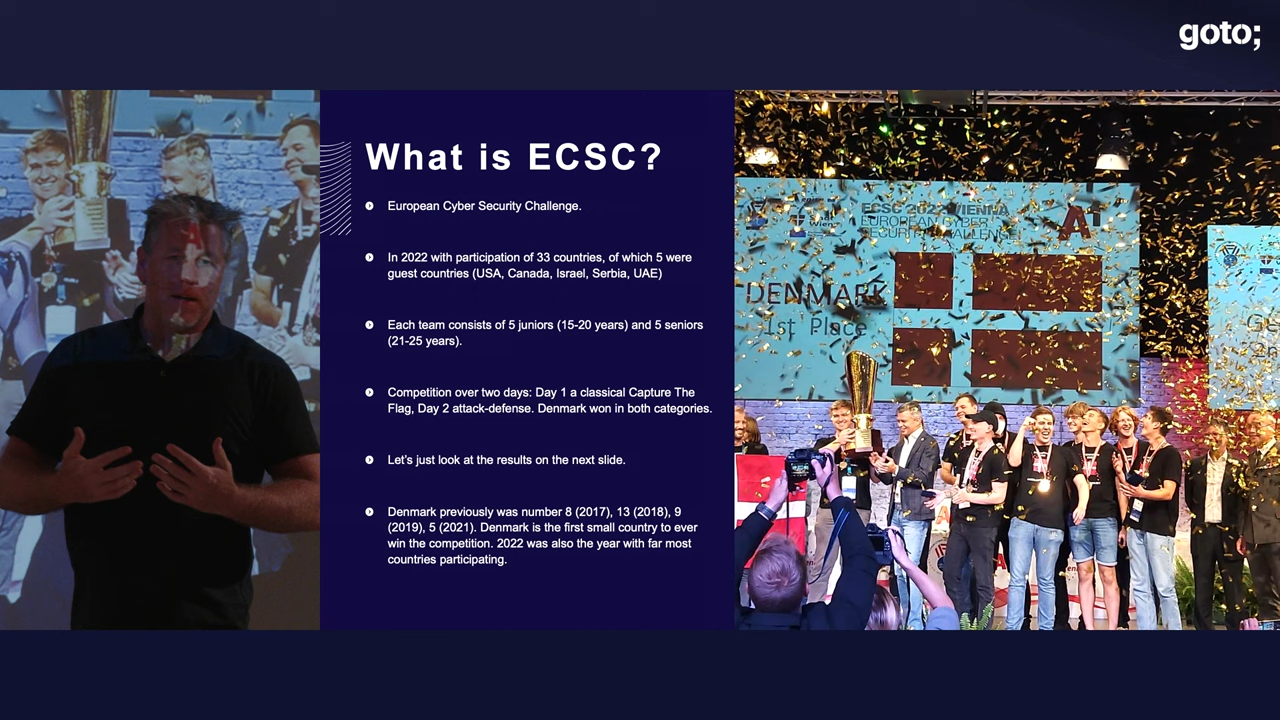 goto;
What is ECSC?
European Cyber Security Challenge.
In 2022 with participation of 33 countries, of which 5 were
guest countries (USA, Canada, Israel, Serbia, UAE)
Each team consists of 5 juniors (15-20 years) and 5 seniors
(21-25 years).
Competition over two days: Day 1 a classical Capture The
Flag, Day 2 attack-defense. Denmark won in both categories.
Let's just look at the results on the next slide.
Denmark previously was number 8 (2017), 13 (2018), 9
(2019), 5 (2021). Denmark is the first small country to ever
win the competition. 2022 was also the year with far most
countries participating.
ECSC 2022 VIENNA
EUROPEAN CYBER
SECURITY CHALLENGE
DENMARK
1st Place